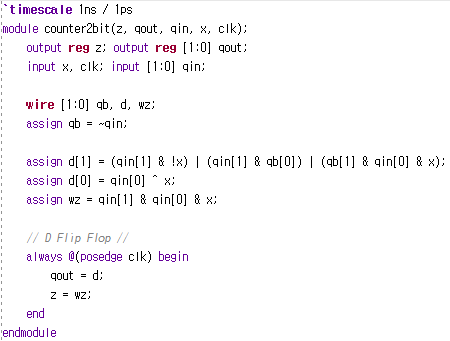 `timescale 1ns / 1ps
module counter2bit(z, qout, qin, x, clk);
output reg z; output reg [1:0] qout;
input x, clk; input [1:0] qin;
wire [1:0] qb, d, wz;
assign qb = ~qin;
assign d[1] = (qin[1] & !x) | (qin[1] & qb[0]) | (qb[1] & qin[0] & x);
assign d[0] = qin[0] ^ x;
assign wz = qin[1] & qin[0] & x;
// D Flip Flop //
always @(posedge clk) begin
qout = d;
z = wz;
end
endmodule